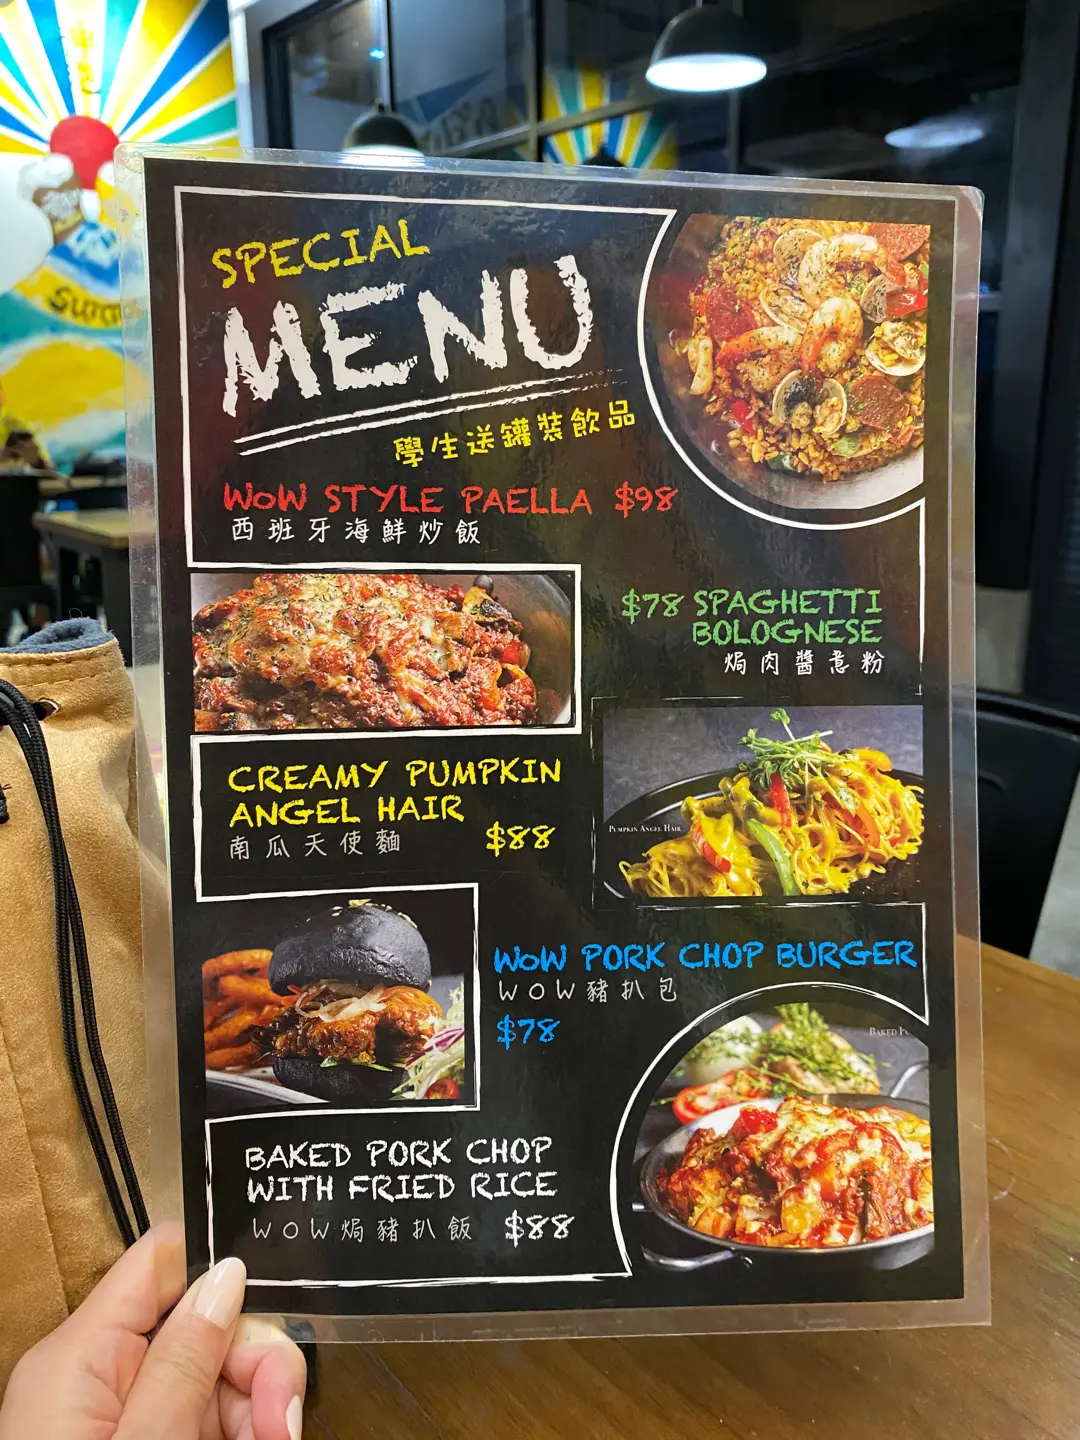 SPECIAL
MENU
學生送罐裝飲品
WOW STYLE PAELLA $98
西班牙海鮮炒飯
$78 SPAGHETTI
BOLOGNESE
焗肉醬意粉
CREAMY PUMPKIN
ANGEL HAIR
南瓜天使麵
$88
PUMPKIN ANGEL HAIR
WOW PORK CHOP BURGER
WOW豬扒包
$78
BAKED
BAKED PORK CHOP
WITH FRIED RICE
WOW焗豬扒飯 $88